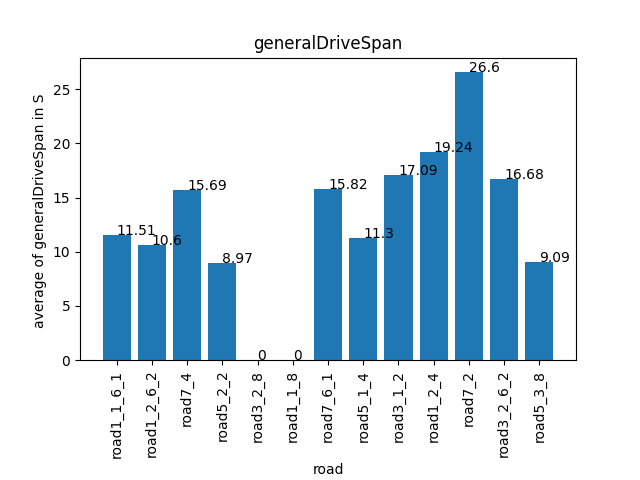 generalDriveSpan
average of generalDriveSpan in S
25
20
15
10
5
0
11.51
10.6
15.69
8.97
0
0
15.82
11.3
17.09
19.24
26.6
16.68
9.09
road1_1_6_1
road1_2_6_2
road7_4
road5_2_2
road3_2_8
road1_1_8
road7_6_1
road5_1_4
road3_1_2
road1_2_4
road7_2
road3_2_6_2
road5_3_8
road